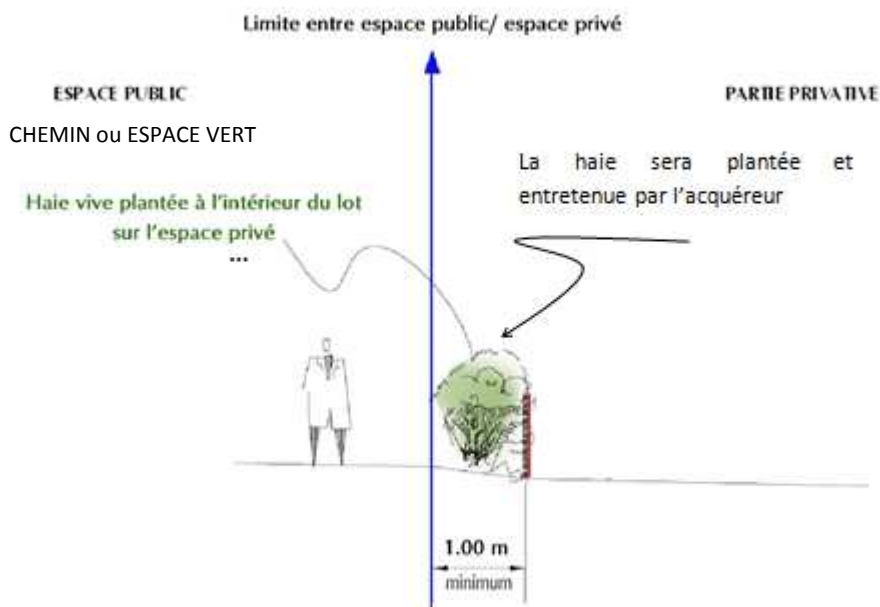 Limite entre espace public/ espace privé
ESPACE PUBLIC
PARTIE PRIVATIVE
CHEMIN ou ESPACE VERT
La haie sera plantée et
entretenue par l'acquéreur
Haie vive plantée à l'intérieur du lot
sur l'espace privé
...
1.00 m
minimum